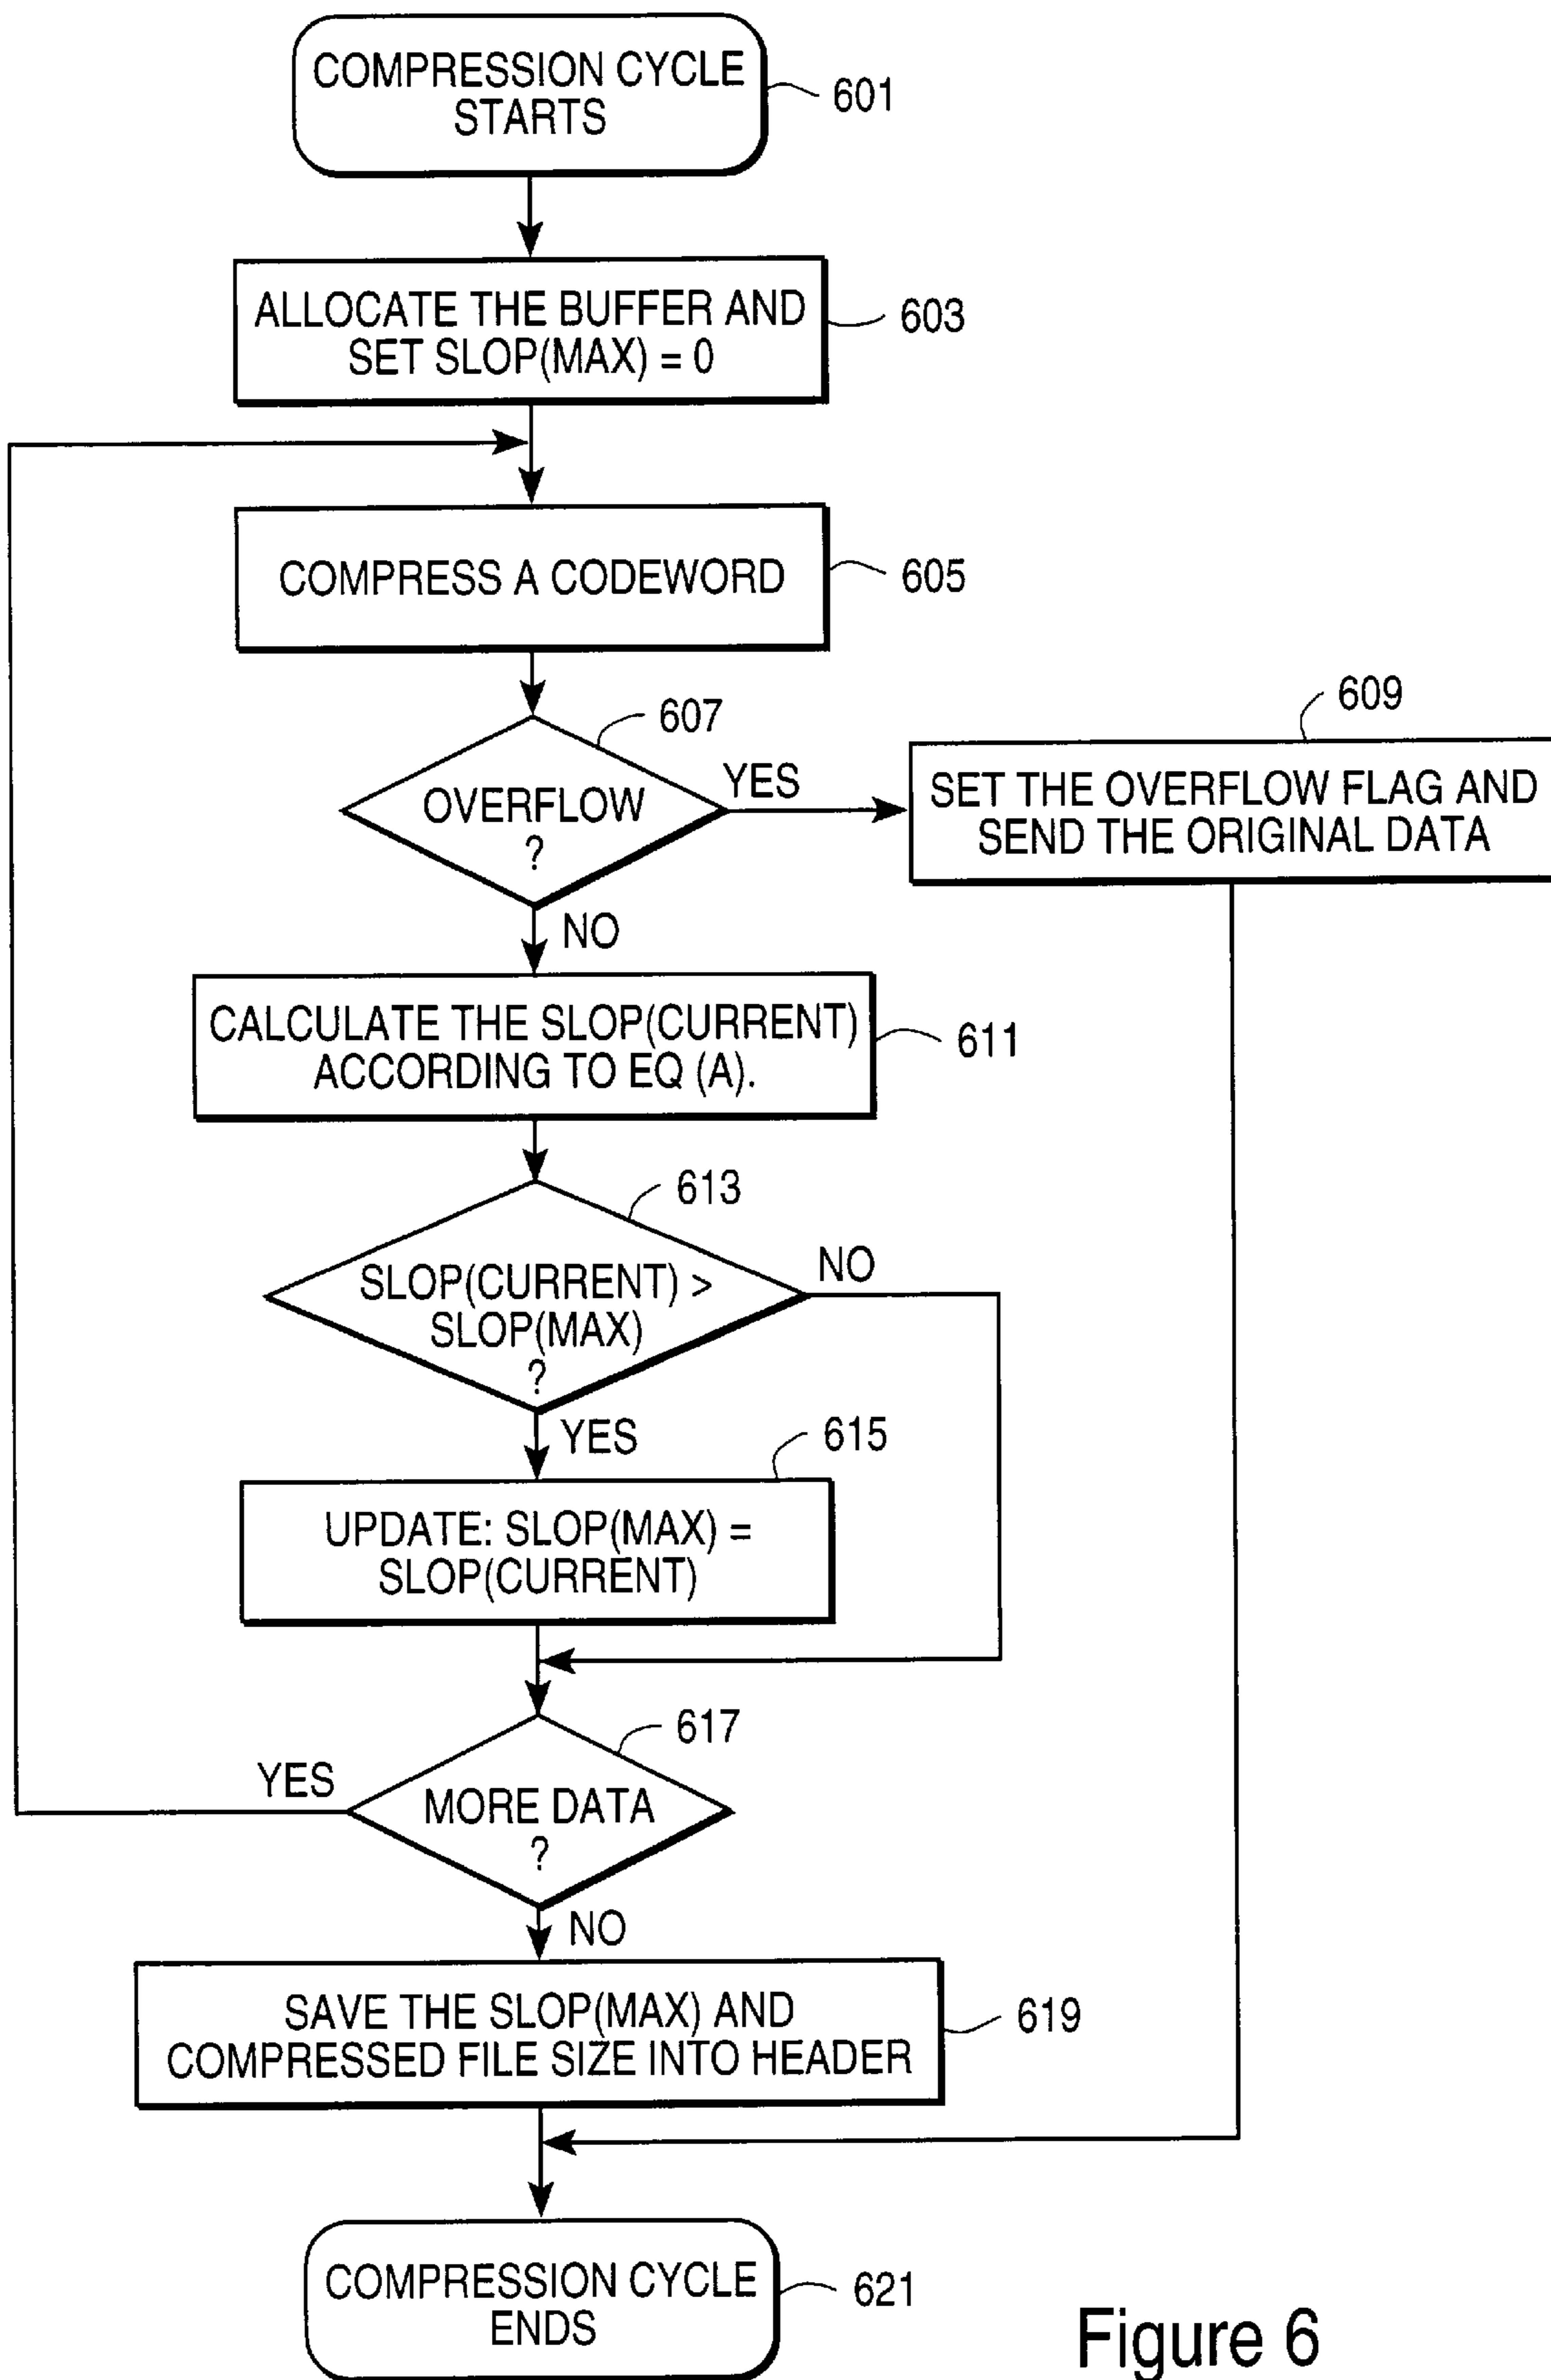 COMPRESSION CYCLE
STARTS
601
ALLOCATE THE BUFFER AND
SET SLOP(MAX) = 0
603
COMPRESS A CODEWORD
605
607
OVERFLOW
?
YES
609
SET THE OVERFLOW FLAG AND
SEND THE ORIGINAL DATA
NO
CALCULATE THE SLOP(CURRENT)
ACCORDING TO EQ (A).
611
613
SLOP(CURRENT) >
SLOP(MAX)
?
NO
YES
615
UPDATE: SLOP(MAX) =
SLOP(CURRENT)
617
YES
MORE DATA
?
NO
SAVE THE SLOP(MAX) AND
COMPRESSED FILE SIZE INTO HEADER
619
COMPRESSION CYCLE
ENDS
621
Figure 6